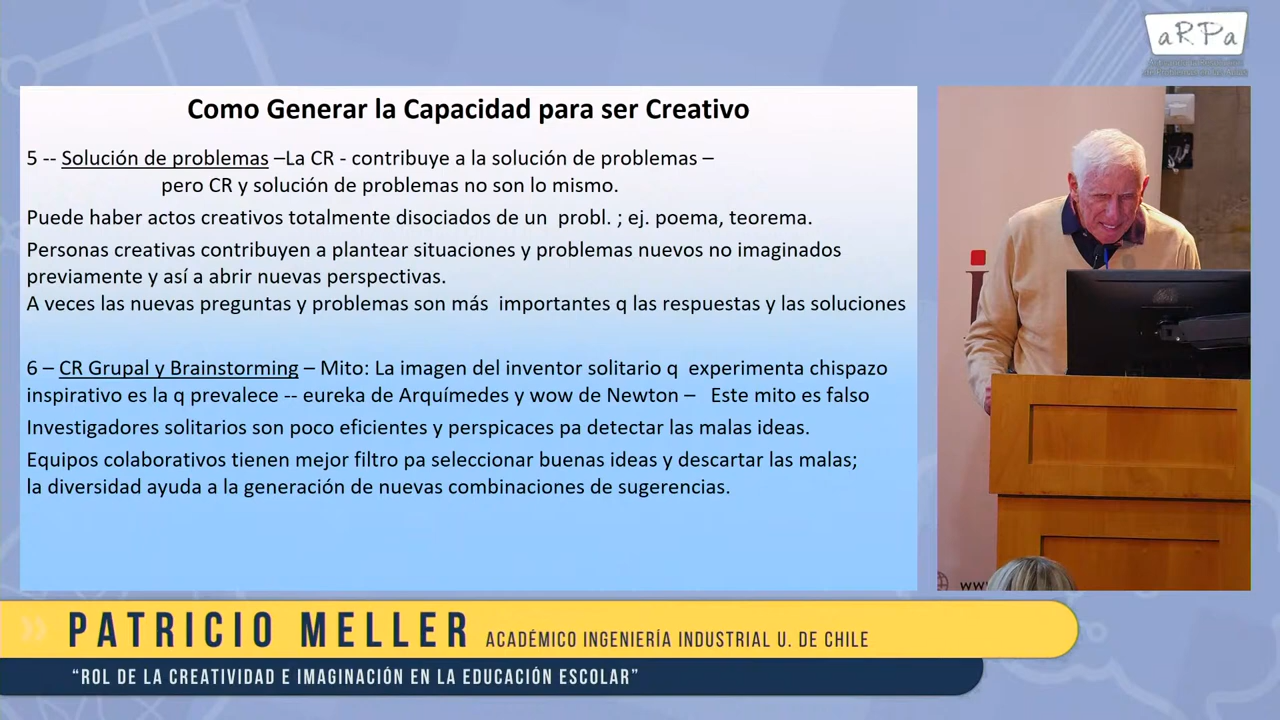 aRPa
Como Generar la Capacidad para ser Creativo
5 -- Solución de problemas –La CR - contribuye a la solución de problemas –
pero CR y solución de problemas no son lo mismo.
Puede haber actos creativos totalmente disociados de un probl. ; ej. poema, teorema.
Personas creativas contribuyen a plantear situaciones y problemas nuevos no imaginados
previamente y así a abrir nuevas perspectivas.
A veces las nuevas preguntas y problemas son más importantes q las respuestas y las soluciones
6 – CR Grupal y Brainstorming – Mito: La imagen del inventor solitario q experimenta chispazo
inspirativo es la q prevalece -- eureka de Arquímedes y wow de Newton – Este mito es falso
Investigadores solitarios son poco eficientes y perspicaces pa detectar las malas ideas.
Equipos colaborativos tienen mejor filtro pa seleccionar buenas ideas y descartar las malas;
la diversidad ayuda a la generación de nuevas combinaciones de sugerencias.
www.
PATRICIO MELLER ACADÉMICO INGENIERÍA INDUSTRIAL U. DE CHILE
“ROL DE LA CREATIVIDAD E IMAGINACIÓN EN LA EDUCACIÓN ESCOLAR”